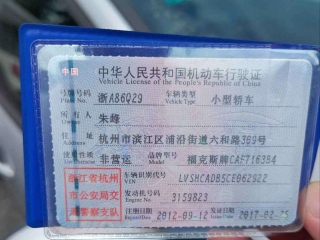 中国
中华人民共和国机动车行驶证
Vehicle License of the People's Republic of China
号牌号码 浙A86Q29 车辆类型 小型轿车
Plate No. Vehicle Type
所有人 朱峰
Owner
住址 杭州市滨江区浦沿街道六和路369号
Address
使用性质 非营运 品牌型号 福克斯牌CAF7163B4
Use Character Model
浙江省杭州
市公安局交
通警察支队
车辆识别代号 LVSHCADB5CE062922
VIN
发动机号码 3159823
Engine No.
注册日期 2012-09-12 发证日期 2017-02-
Register Date Issue Date